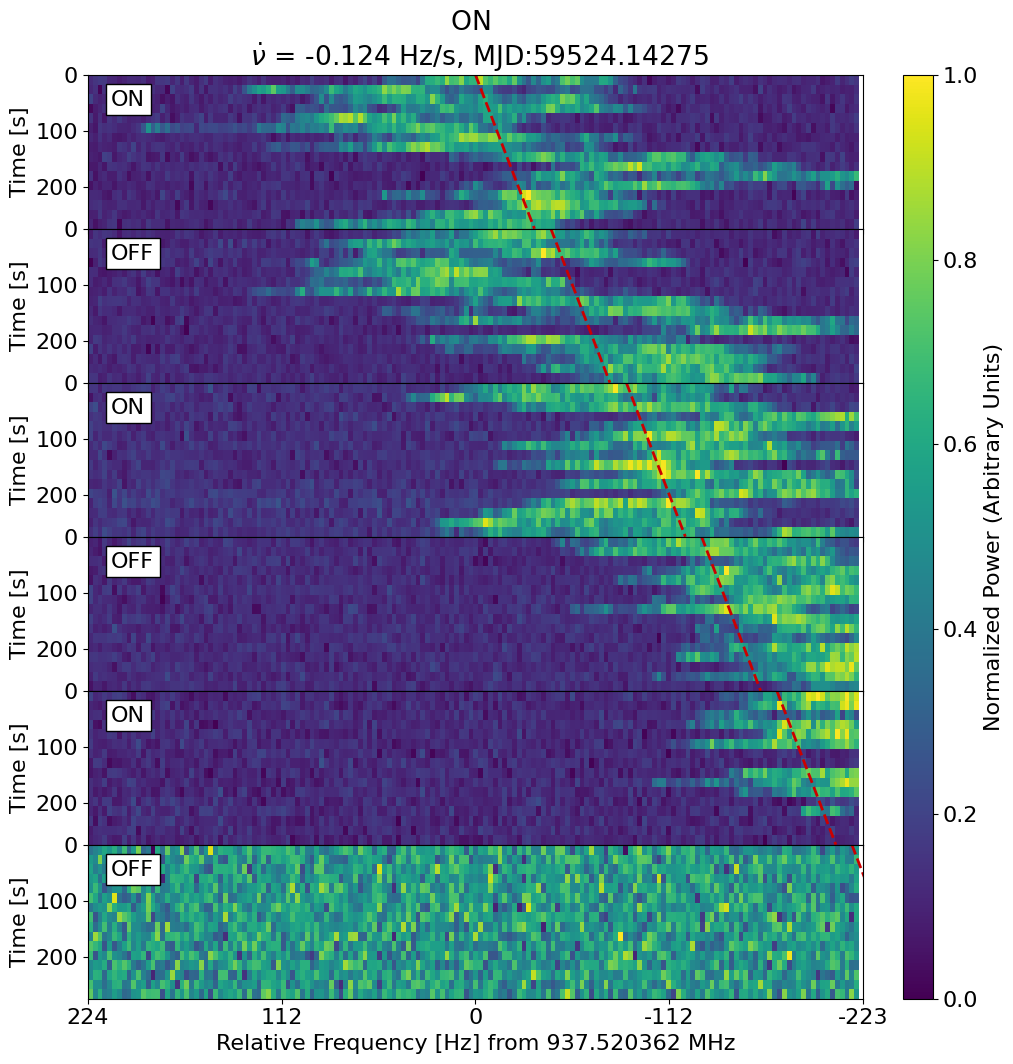 ON
ν̇ = -0.124 Hz/s, MJD:59524.14275
0
ON
100
200
Time [s]
0
OFF
100
200
Time [s]
0
ON
100
200
Time [s]
0
OFF
100
200
Time [s]
0
ON
100
200
Time [s]
0
OFF
100
200
Time [s]
224 112 0 -112 -223
Relative Frequency [Hz] from 937.520362 MHz
1.0
0.8
0.6
0.4
0.2
0.0
Normalized Power (Arbitrary Units)